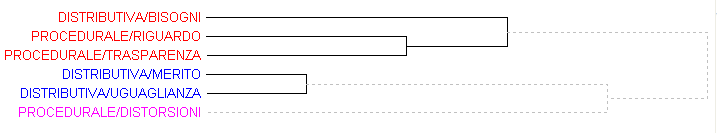 DISTRIBUTIVA/BISOGNI
PROCEDURALE/RIGUARDO
PROCEDURALE/TRASPARENZA
DISTRIBUTIVA/MERITO
DISTRIBUTIVA/UGUAGLIANZA
PROCEDURALE/DISTORSIONI